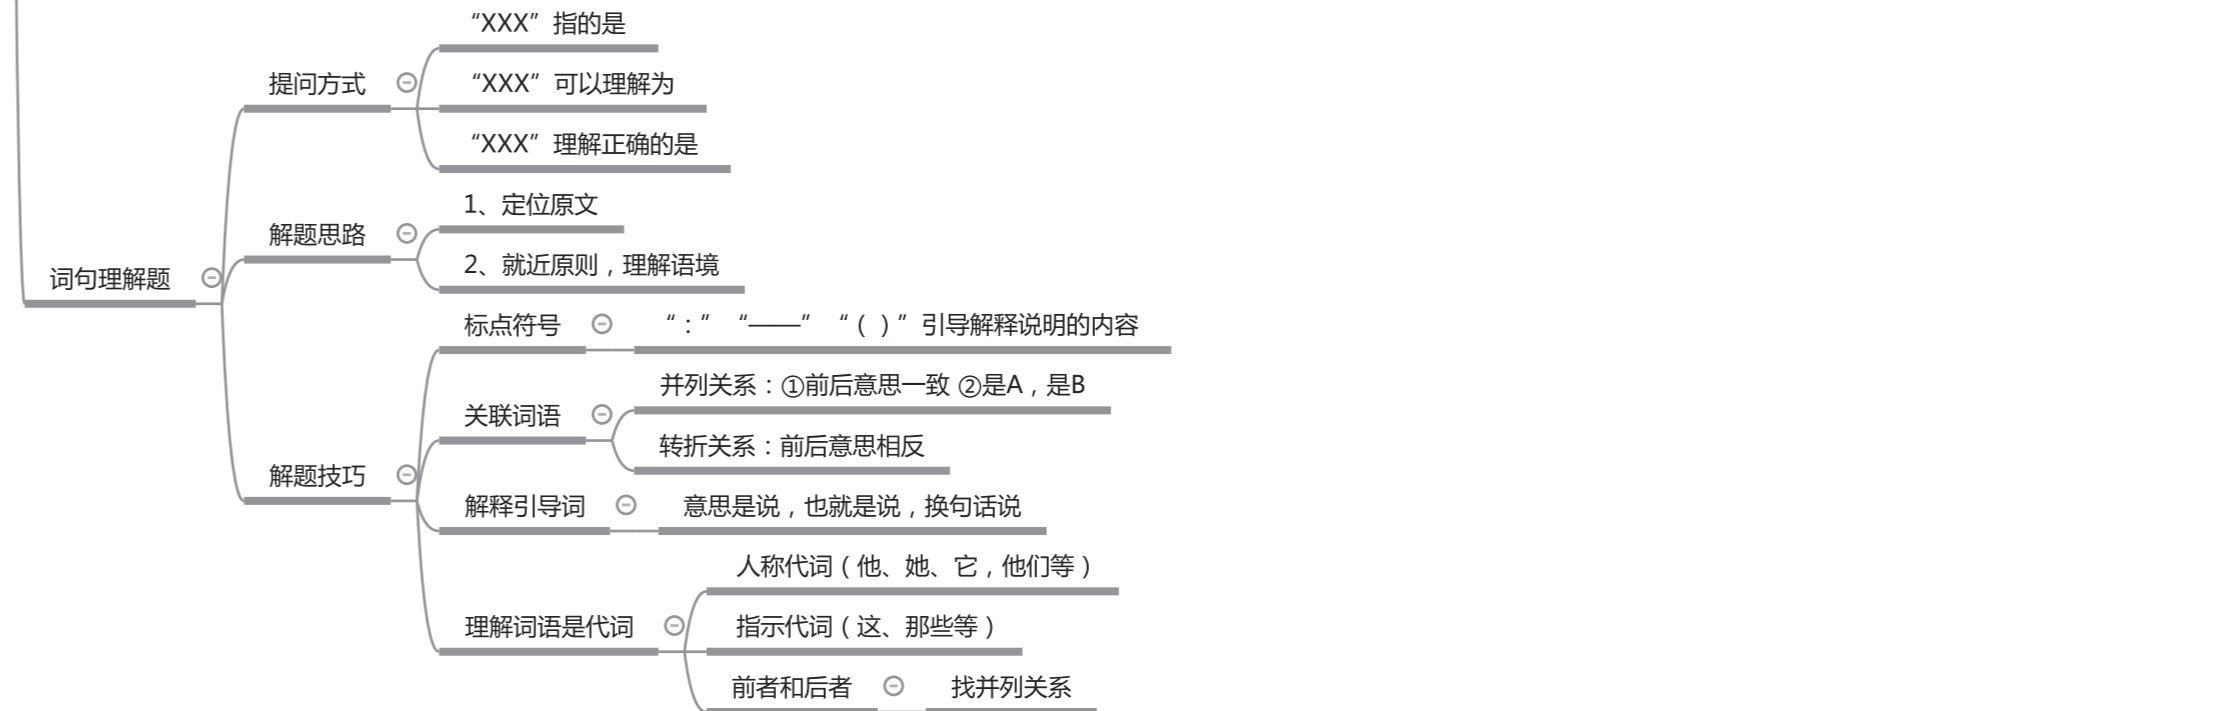 “XXX”指的是
提问方式
“XXX”可以理解为
“XXX”理解正确的是
1、定位原文
解题思路
2、就近原则，理解语境
词句理解题
标点符号
“：”“——”“（ ）”引导解释说明的内容
并列关系：①前后意思一致 ②是A，是B
关联词语
转折关系：前后意思相反
解题技巧
解释引导词
意思是说，也就是说，换句话说
人称代词（他、她、它，他们等）
理解词语是代词
指示代词（这、那些等）
前者和后者
找并列关系